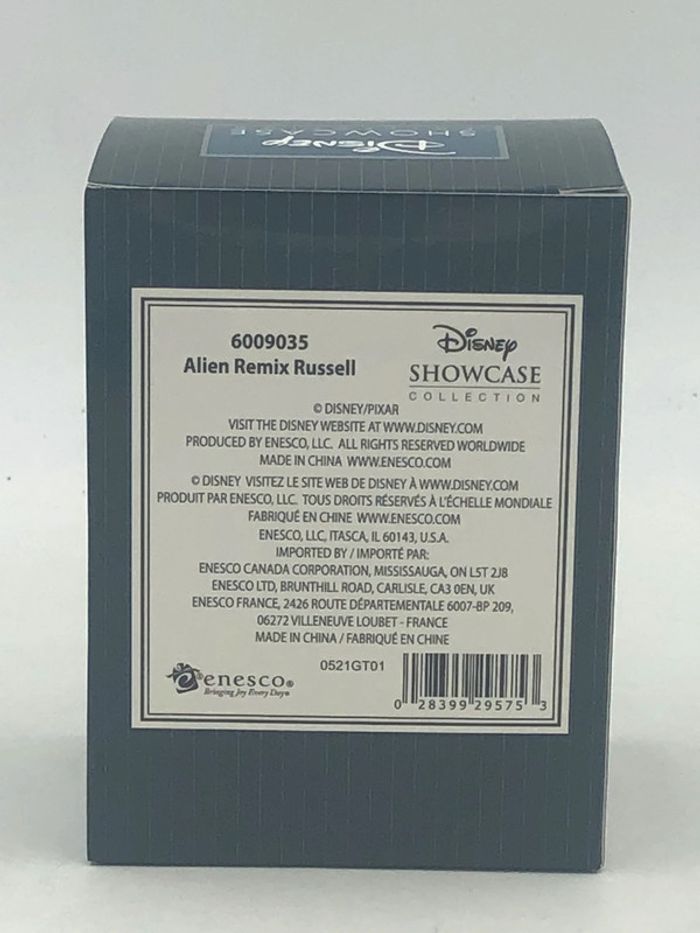 Disney
SHOWCASE
6009035
Alien Remix Russell
Disney
SHOWCASE
COLLECTION
© DISNEY/PIXAR
VISIT THE DISNEY WEBSITE AT WWW.DISNEY.COM
PRODUCED BY ENESCO, LLC. ALL RIGHTS RESERVED WORLDWIDE
MADE IN CHINA WWW.ENESCO.COM
© DISNEY VISITEZ LE SITE WEB DE DISNEY À WWW.DISNEY.COM
PRODUIT PAR ENESCO, LLC. TOUS DROITS RÉSERVÉS À L'ÉCHELLE MONDIALE
FABRIQUÉ EN CHINE WWW.ENESCO.COM
ENESCO, LLC, ITASCA, IL 60143, U.S.A.
IMPORTED BY / IMPORTÉ PAR:
ENESCO CANADA CORPORATION, MISSISSAUGA, ON L5T 2J8
ENESCO LTD, BRUNTHILL ROAD, CARLISLE, CA3 0EN, UK
ENESCO FRANCE, 2426 ROUTE DÉPARTEMENTALE 6007-BP 209,
06272 VILLENEUVE LOUBET - FRANCE
MADE IN CHINA / FABRIQUÉ EN CHINE
0521GT01
enesco®
Bringing Joy Every Day®
0 28399 29575 3